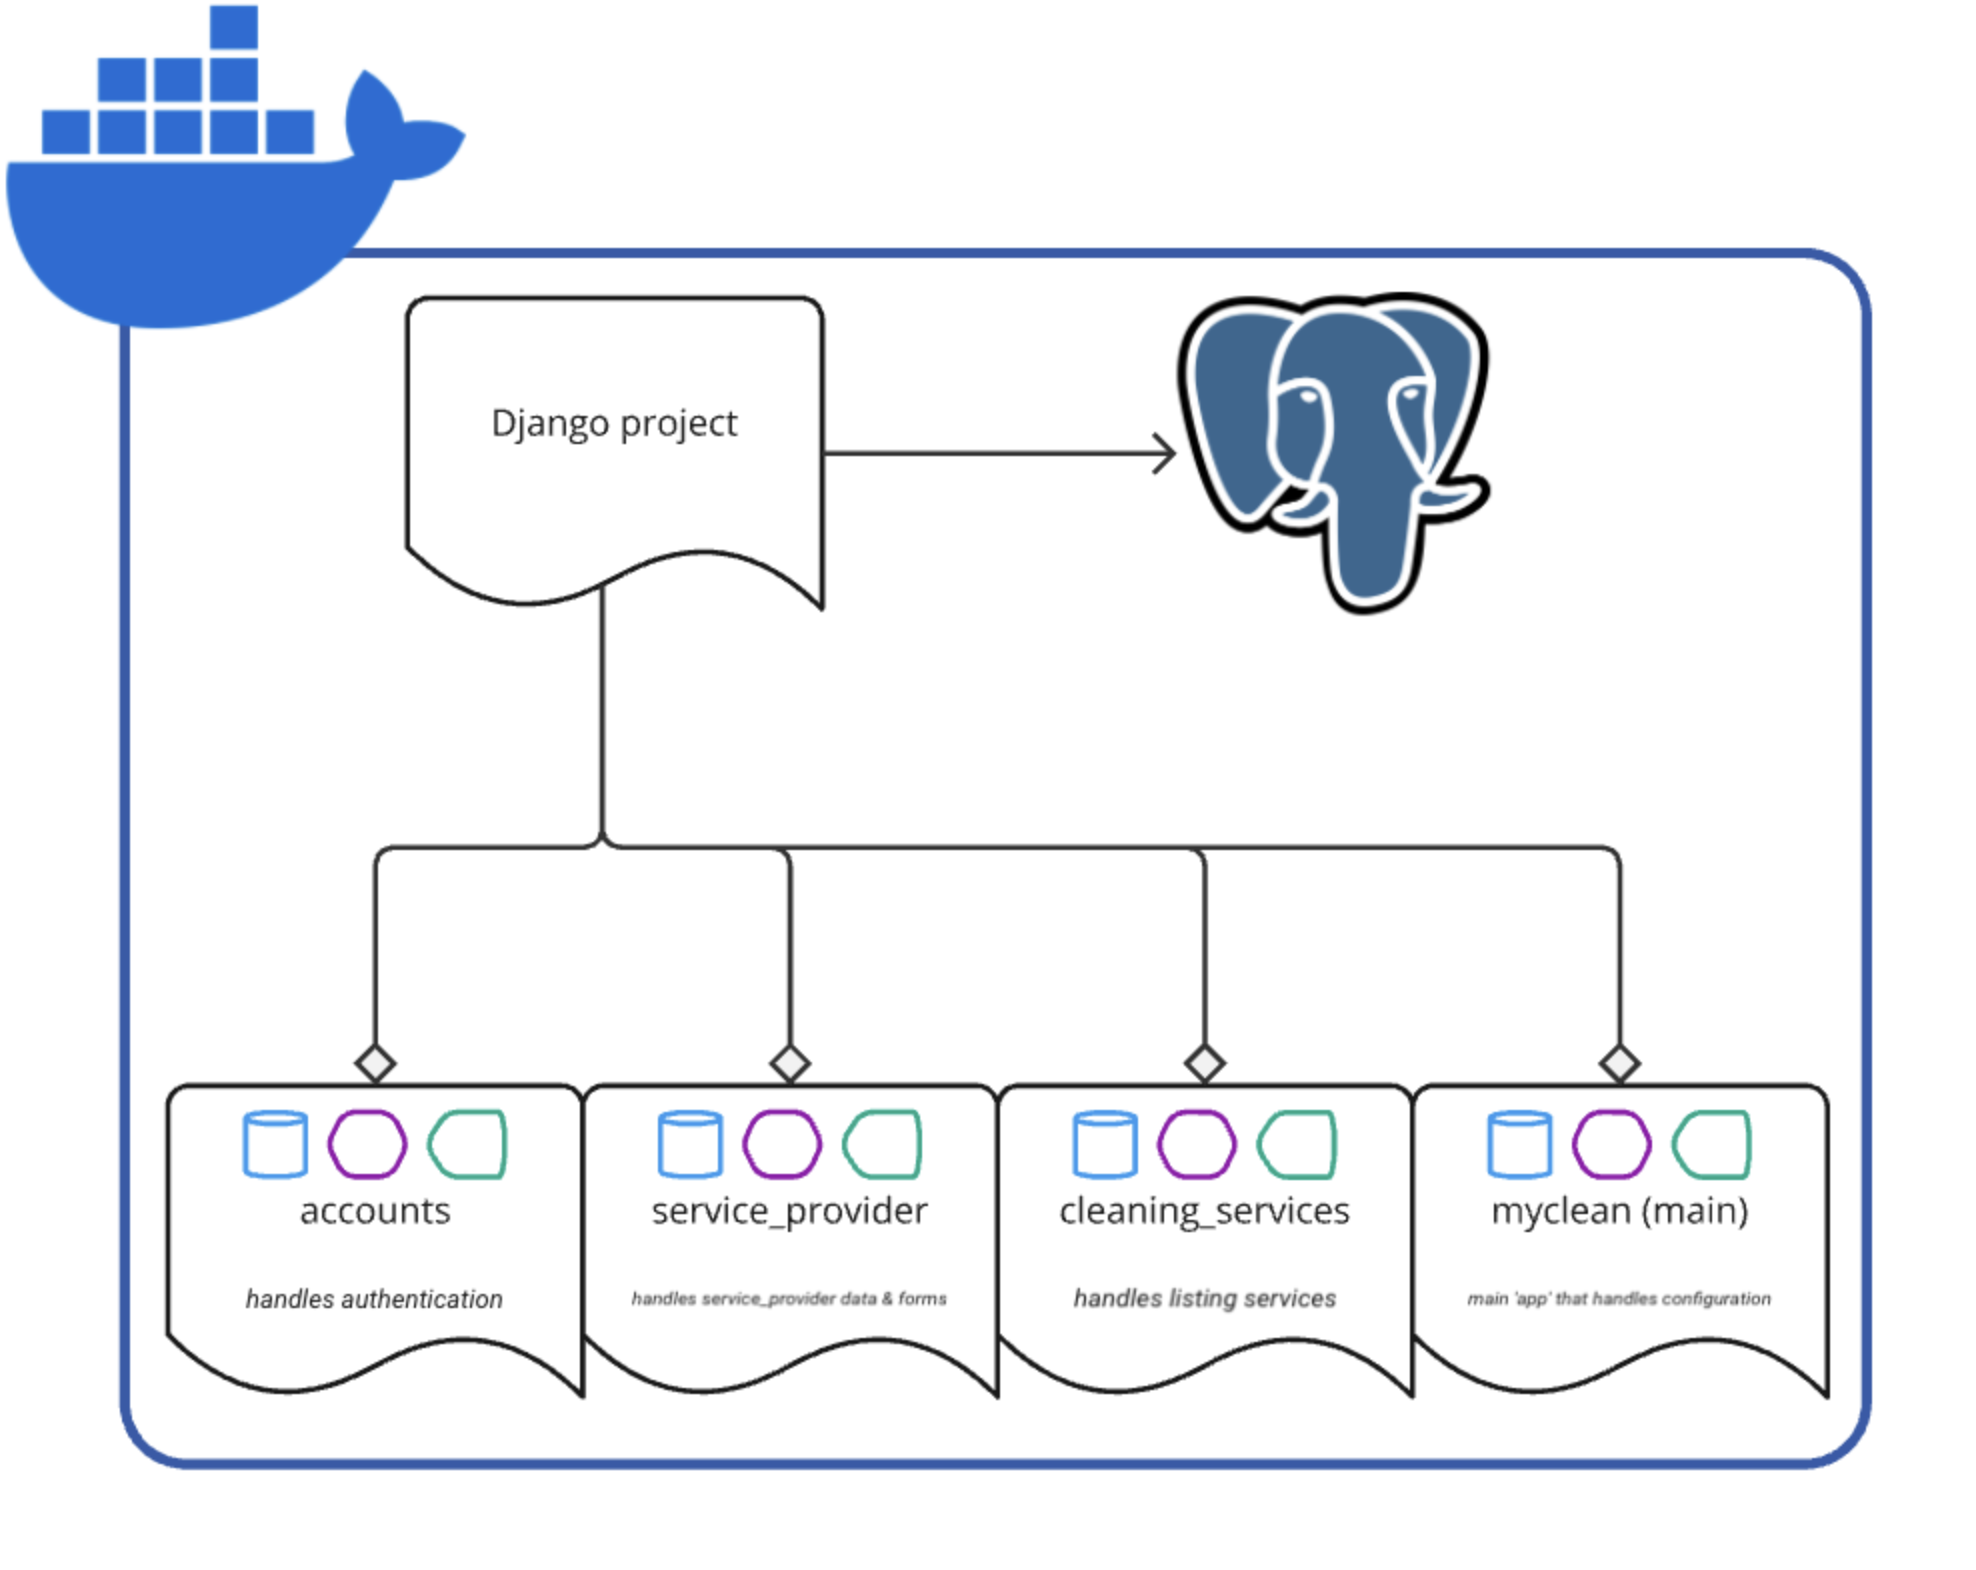 Django project
accounts
handles authentication
service_provider
handles service_provider data & forms
cleaning_services
handles listing services
myclean (main)
main 'app' that handles configuration